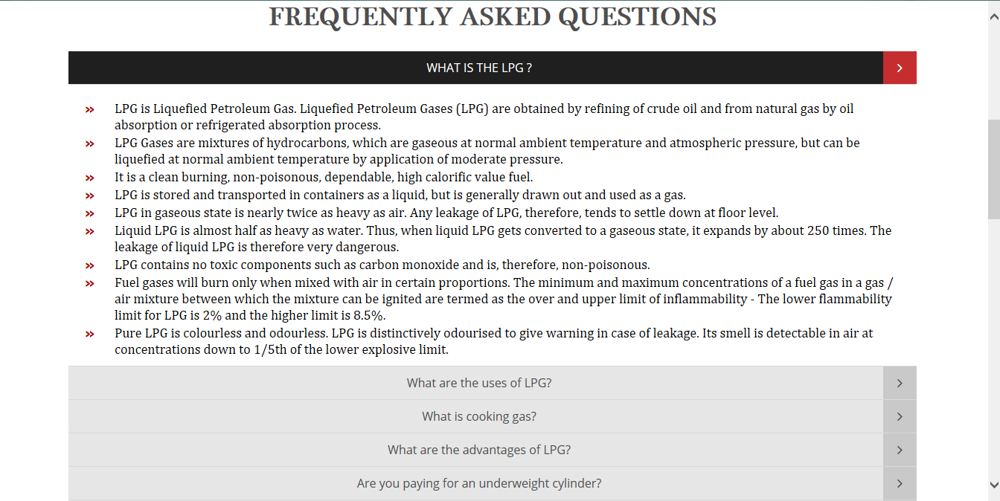 FREQUENTLY ASKED QUESTIONS
WHAT IS THE LPG ?
» LPG is Liquefied Petroleum Gas. Liquefied Petroleum Gases (LPG) are obtained by refining of crude oil and from natural gas by oil
absorption or refrigerated absorption process.
» LPG Gases are mixtures of hydrocarbons, which are gaseous at normal ambient temperature and atmospheric pressure, but can be
liquefied at normal ambient temperature by application of moderate pressure.
» It is a clean burning, non-poisonous, dependable, high calorific value fuel.
» LPG is stored and transported in containers as a liquid, but is generally drawn out and used as a gas.
» LPG in gaseous state is nearly twice as heavy as air. Any leakage of LPG, therefore, tends to settle down at floor level.
» Liquid LPG is almost half as heavy as water. Thus, when liquid LPG gets converted to a gaseous state, it expands by about 250 times. The
leakage of liquid LPG is therefore very dangerous.
» LPG contains no toxic components such as carbon monoxide and is, therefore, non-poisonous.
» Fuel gases will burn only when mixed with air in certain proportions. The minimum and maximum concentrations of a fuel gas in a gas /
air mixture between which the mixture can be ignited are termed as the over and upper limit of inflammability - The lower flammability
limit for LPG is 2% and the higher limit is 8.5%.
» Pure LPG is colourless and odourless. LPG is distinctively odourised to give warning in case of leakage. Its smell is detectable in air at
concentrations down to 1/5th of the lower explosive limit.
What are the uses of LPG?
What is cooking gas?
What are the advantages of LPG?
Are you paying for an underweight cylinder?